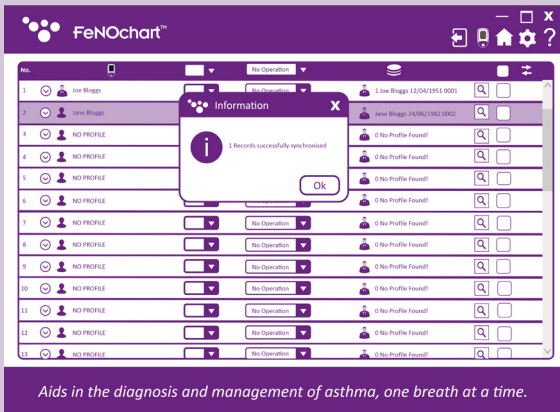 FeNOchart™
No.
No Operation
1 Joe Bloggs No Operation 1 Joe Bloggs 12/04/1951 0001
2 Jane Bloggs Jane Bloggs 24/06/1982 0002
Information X
1 Records successfully synchronised
Ok
3 NO PROFILE 0 No Profile Found!
4 NO PROFILE 0 No Profile Found!
5 NO PROFILE 0 No Profile Found!
6 NO PROFILE No Operation 0 No Profile Found!
7 NO PROFILE No Operation 0 No Profile Found!
8 NO PROFILE No Operation 0 No Profile Found!
9 NO PROFILE No Operation 0 No Profile Found!
10 NO PROFILE No Operation 0 No Profile Found!
11 NO PROFILE No Operation 0 No Profile Found!
12 NO PROFILE No Operation 0 No Profile Found!
13 NO PROFILE No Operation 0 No Profile Found!
Aids in the diagnosis and management of asthma, one breath at a time.